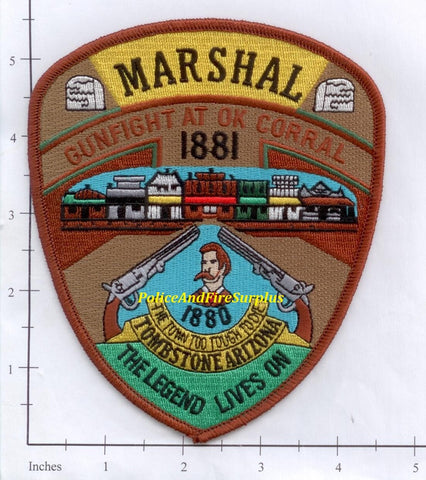 MARSHAL
GUNFIGHT AT OK CORRAL
1881
PoliceAndFireSurplus
1880
THE TOWN TOO TOUGH TO DIE
TOMBSTONE ARIZONA
THE LEGEND LIVES ON
5
4
3
2
1
Inches 1 2 3 4 5